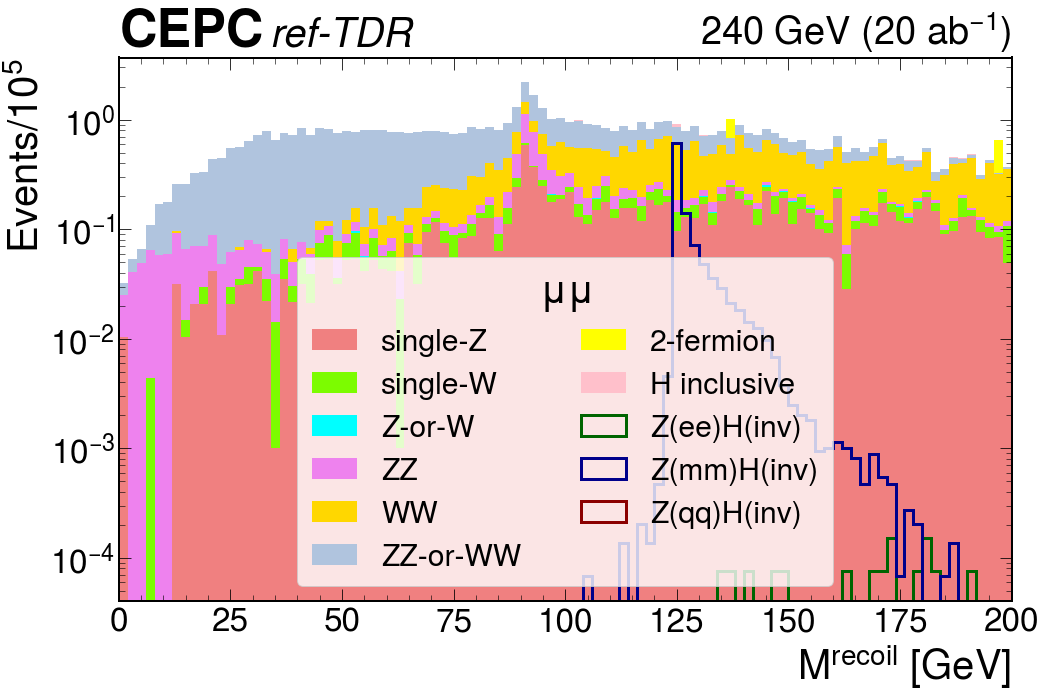 CEPC ref-TDR 240 GeV (20 ab⁻¹)
Events/10⁵
10⁰
10⁻¹
10⁻²
10⁻³
10⁻⁴
μ μ
single-Z 2-fermion
single-W H inclusive
Z-or-W Z(ee)H(inv)
ZZ Z(mm)H(inv)
WW Z(qq)H(inv)
ZZ-or-WW
0 25 50 75 100 125 150 175 200
Mʳᵉᶜᵒⁱˡ [GeV]